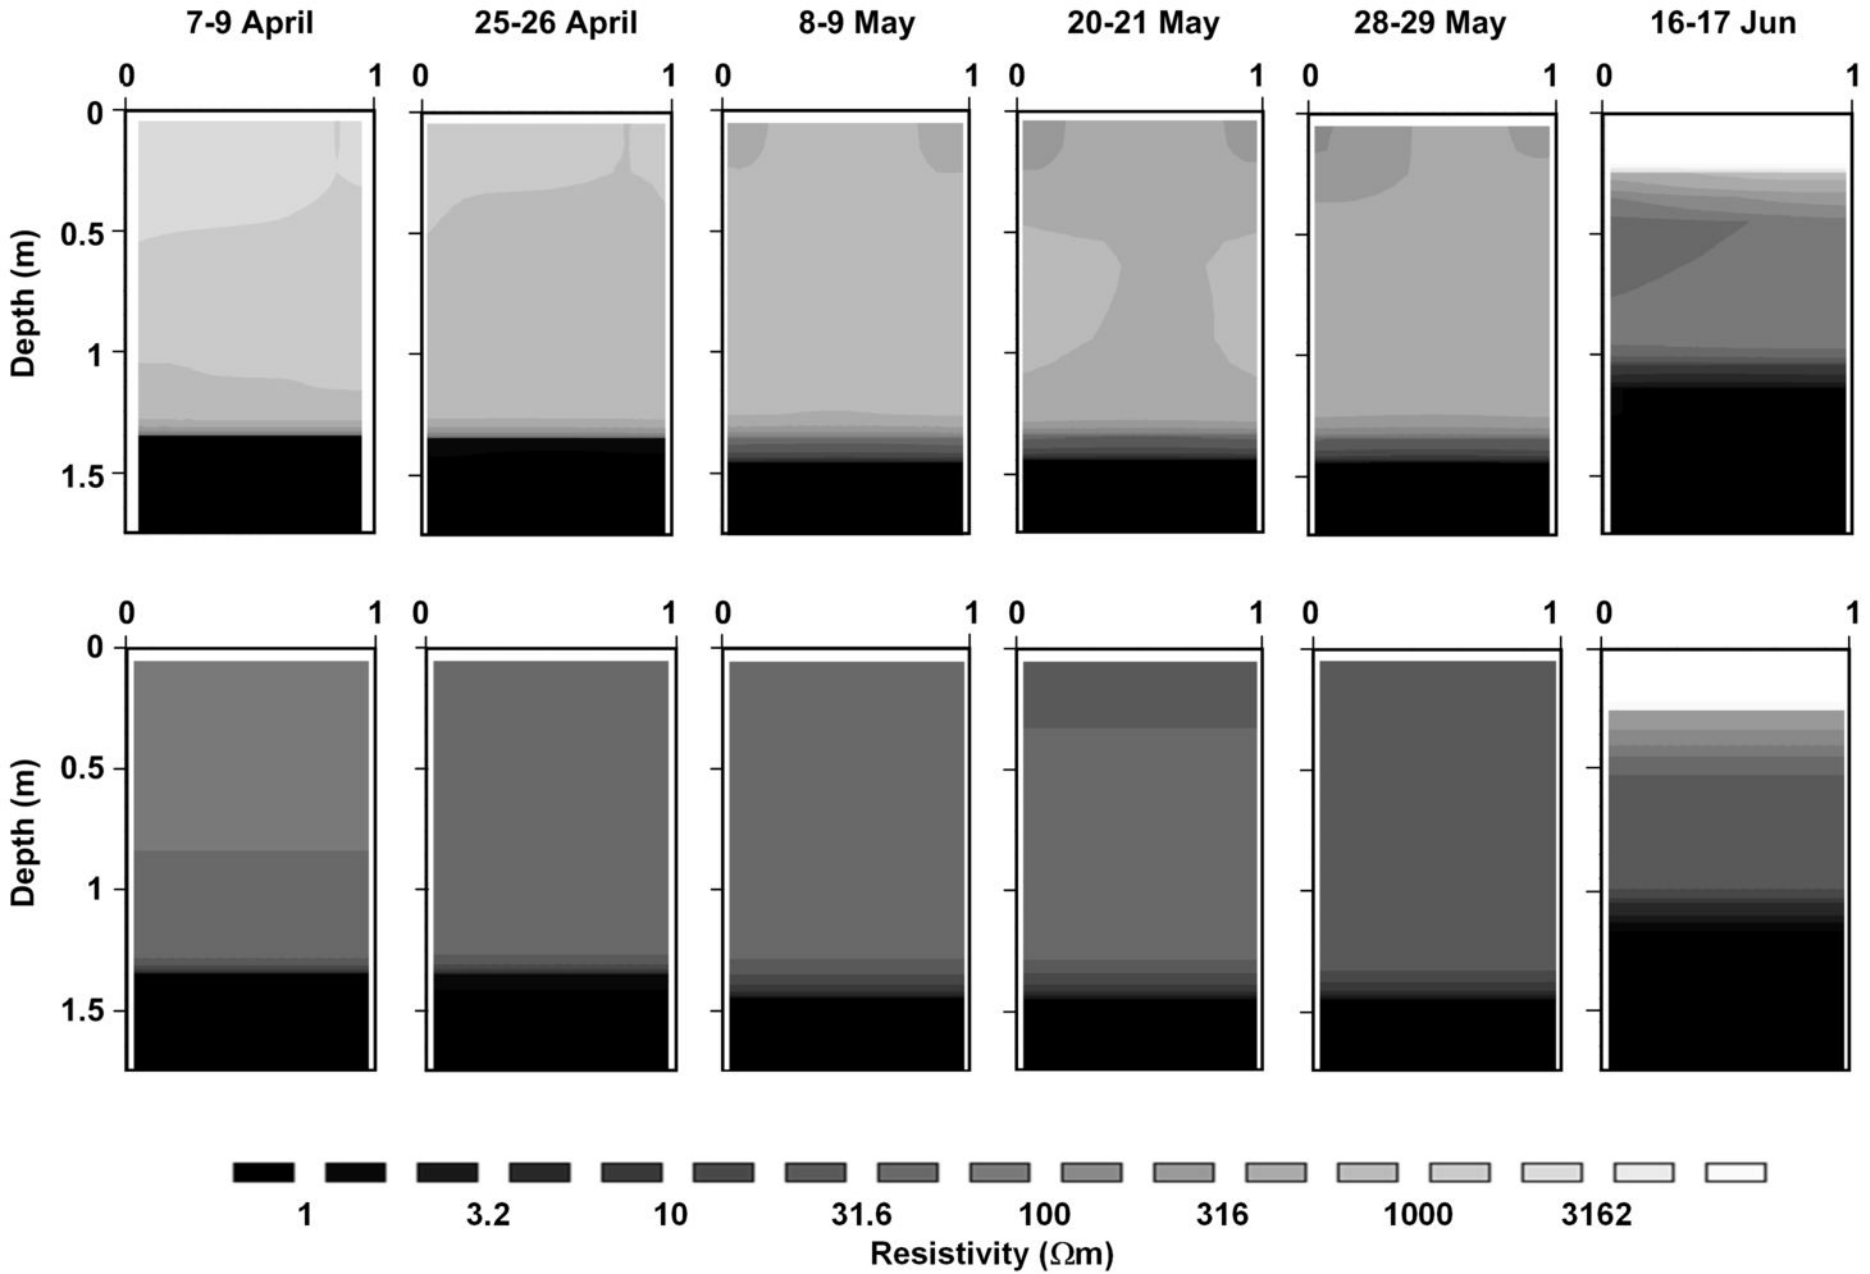 7-9 April 25-26 April 8-9 May 20-21 May 28-29 May 16-17 Jun
0 1 0 1 0 1 0 1 0 1 0 1
0
0.5
1
1.5
Depth (m)
0 1 0 1 0 1 0 1 0 1 0 1
0
0.5
1
1.5
Depth (m)
1 3.2 10 31.6 100 316 1000 3162
Resistivity (Ωm)